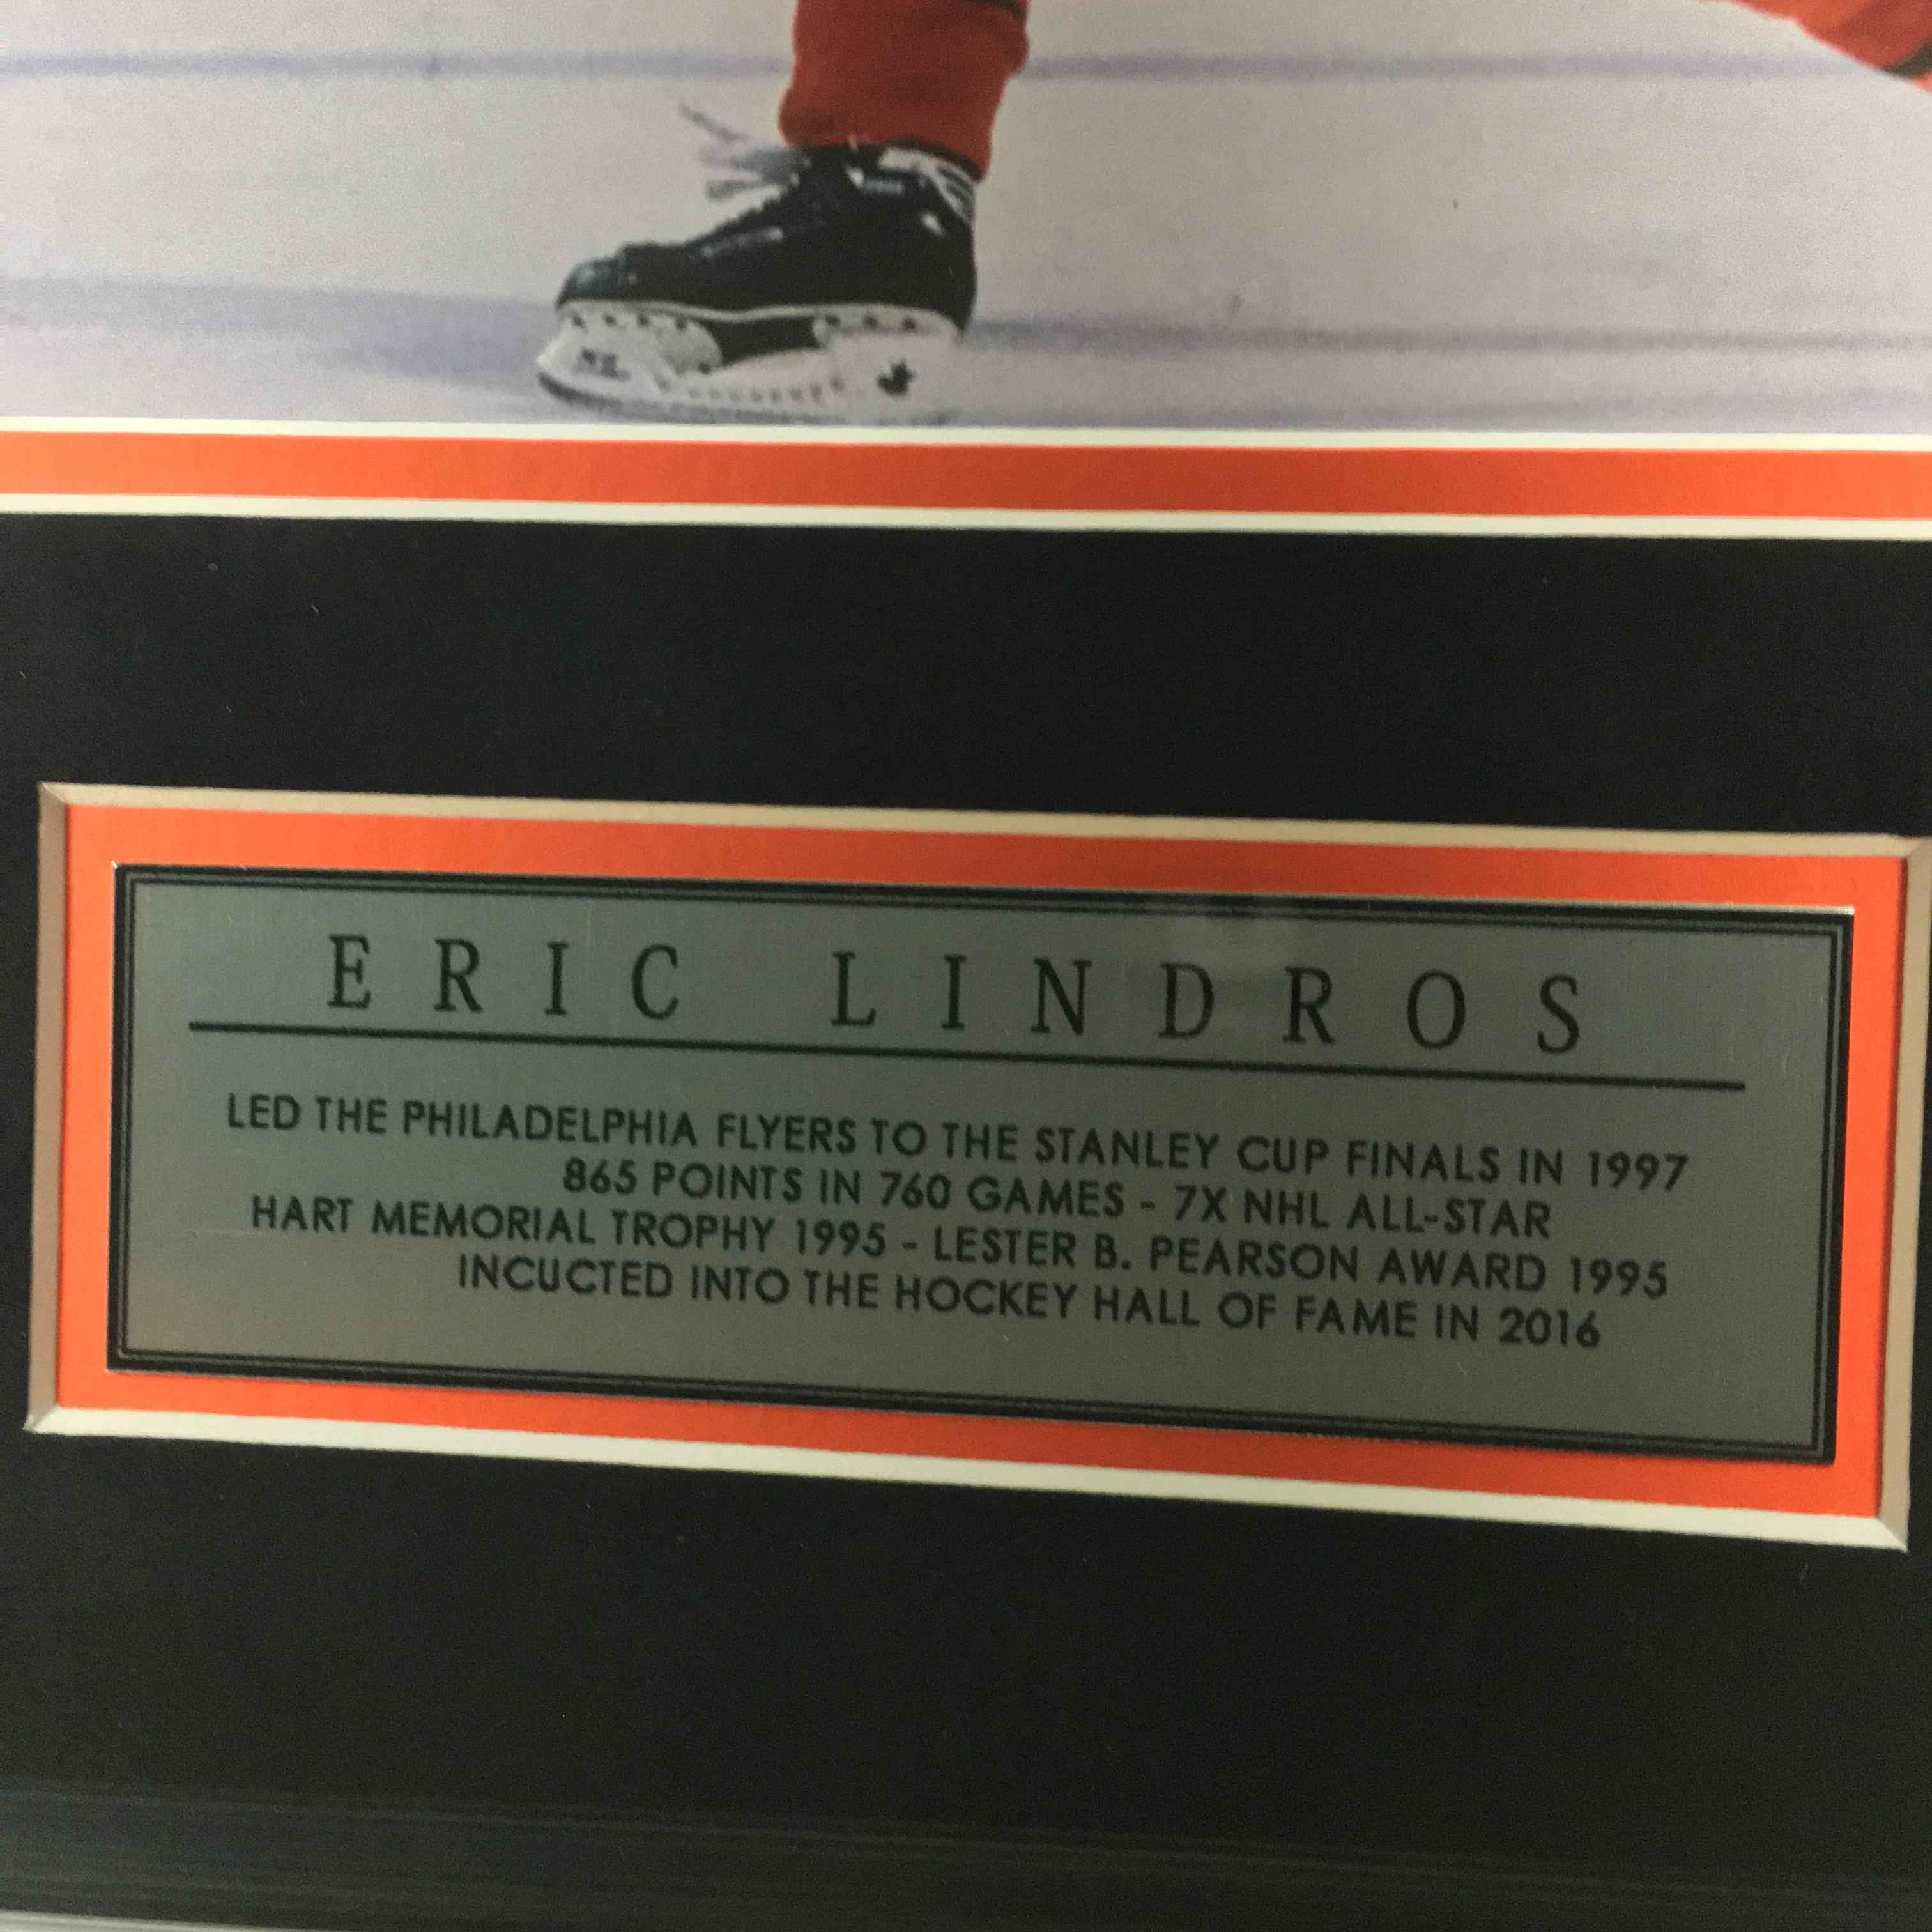 ERIC LINDROS
LED THE PHILADELPHIA FLYERS TO THE STANLEY CUP FINALS IN 1997
865 POINTS IN 760 GAMES - 7X NHL ALL-STAR
HART MEMORIAL TROPHY 1995 - LESTER B. PEARSON AWARD 1995
INCUCTED INTO THE HOCKEY HALL OF FAME IN 2016